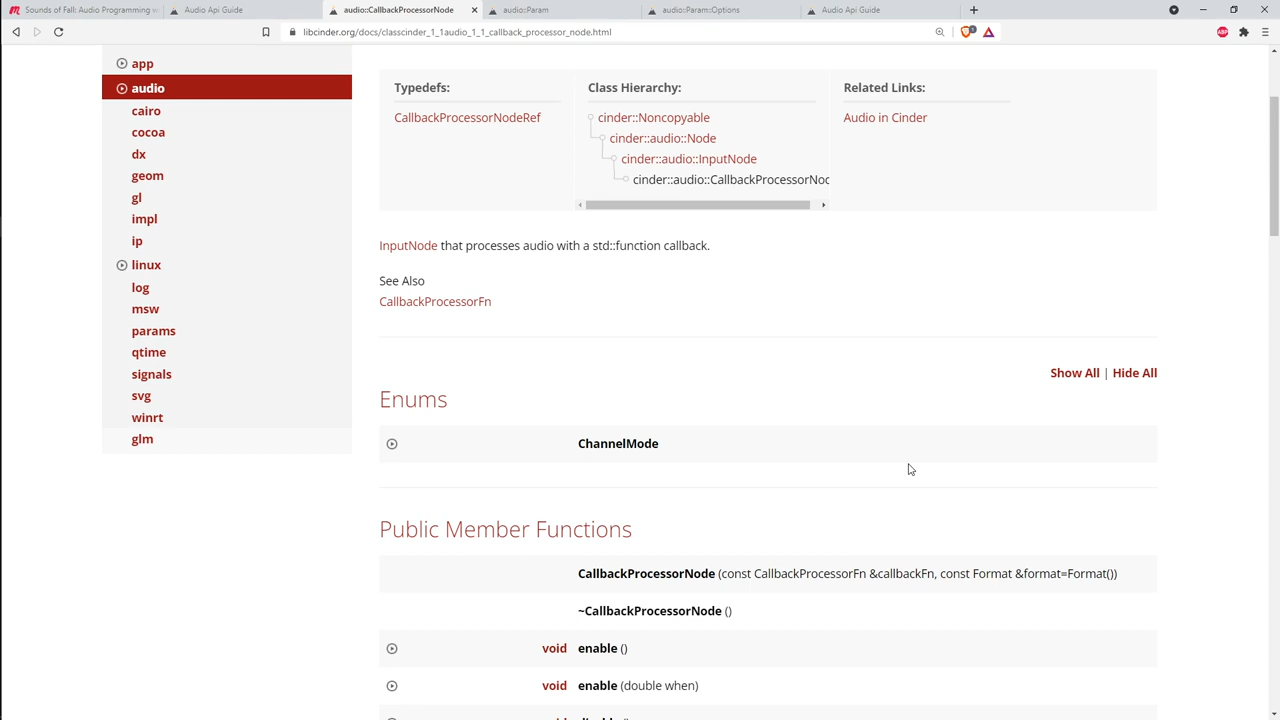 Sounds of Fall: Audio Programming w
Audio Api Guide
audio::CallbackProcessorNode
audio::Param
audio::Param::Options
Audio Api Guide
libcinder.org/docs/classcinder_1_1audio_1_1_callback_processor_node.html
app
audio
cairo
cocoa
dx
geom
gl
impl
ip
linux
log
msw
params
qtime
signals
svg
winrt
glm
Typedefs:
CallbackProcessorNodeRef
Class Hierarchy:
cinder::Noncopyable
cinder::audio::Node
cinder::audio::InputNode
cinder::audio::CallbackProcessorNod
Related Links:
Audio in Cinder
InputNode that processes audio with a std::function callback.
See Also
CallbackProcessorFn
Show All | Hide All
Enums
ChannelMode
Public Member Functions
CallbackProcessorNode (const CallbackProcessorFn &callbackFn, const Format &format=Format())
~CallbackProcessorNode ()
void enable ()
void enable (double when)